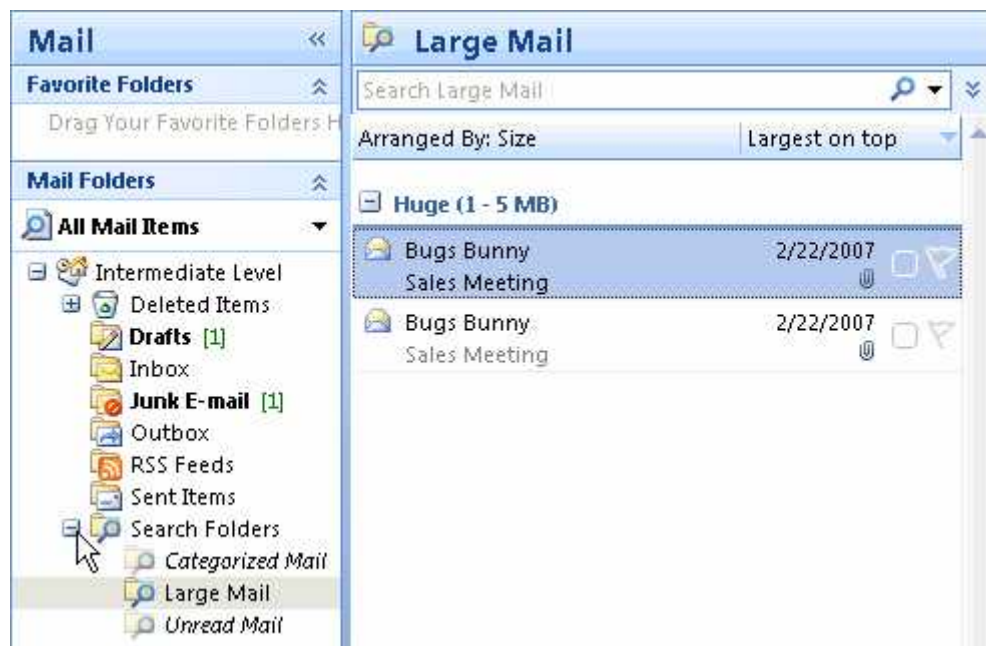 Mail «
Favorite Folders
Drag Your Favorite Folders H
Mail Folders
All Mail Items
Intermediate Level
Deleted Items
Drafts [1]
Inbox
Junk E-mail [1]
Outbox
RSS Feeds
Sent Items
Search Folders
Categorized Mail
Large Mail
Unread Mail
Large Mail
Search Large Mail
Arranged By: Size Largest on top
Huge (1 - 5 MB)
Bugs Bunny 2/22/2007
Sales Meeting
Bugs Bunny 2/22/2007
Sales Meeting